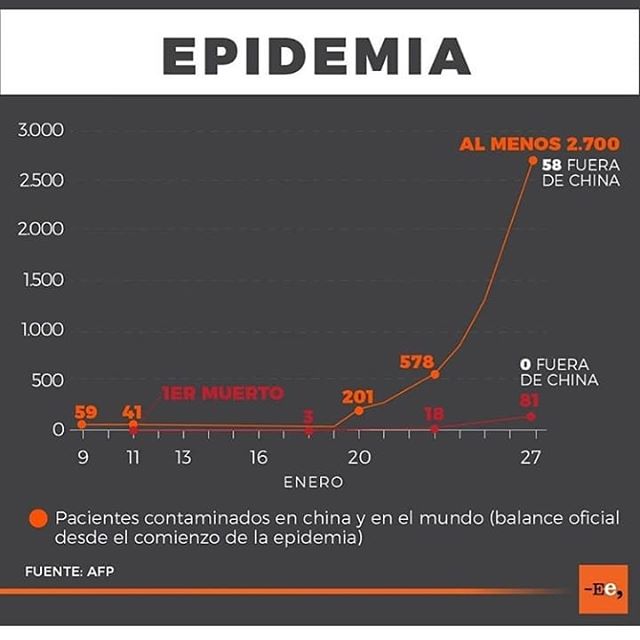 EPIDEMIA
3.000
AL MENOS 2.700
58 FUERA
DE CHINA
2.500
2.000
1.500
1.000
578
0 FUERA
DE CHINA
500
1ER MUERTO
201
81
59
41
3
18
0
9 11 13 16 20 27
ENERO
Pacientes contaminados en china y en el mundo (balance oficial
desde el comienzo de la epidemia)
FUENTE: AFP
–Ee,